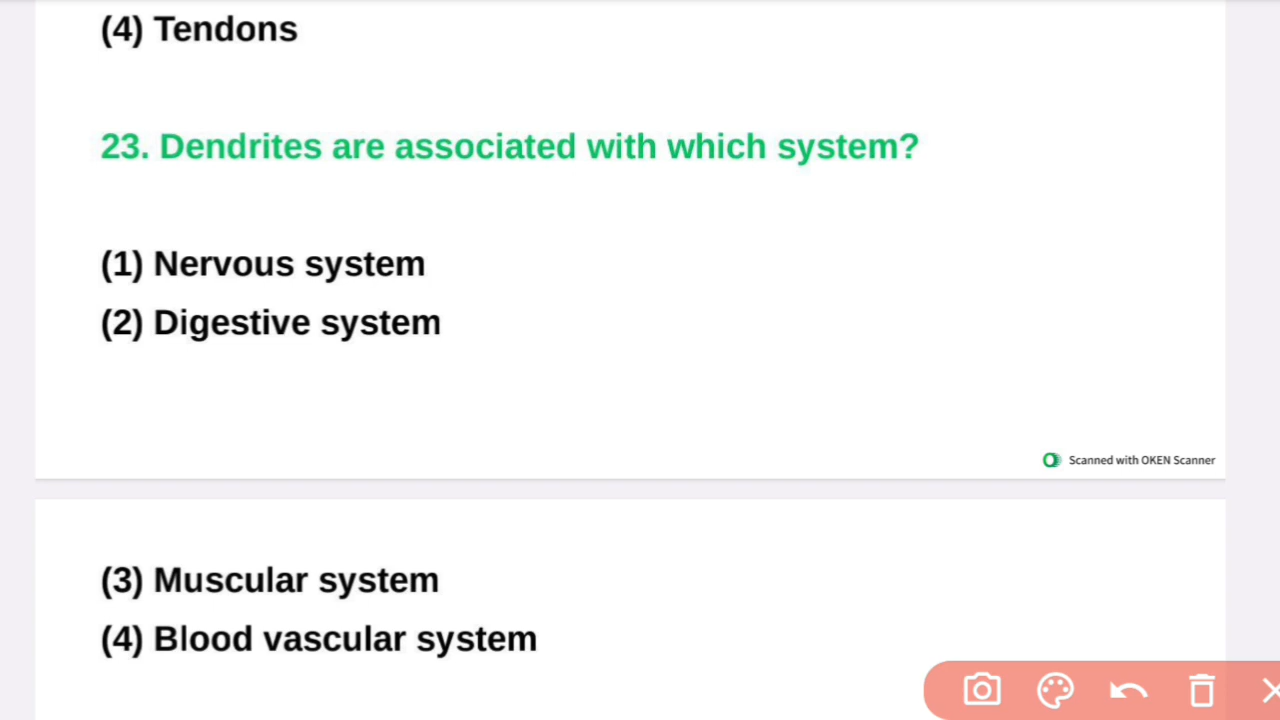 (4) Tendons
23. Dendrites are associated with which system?
(1) Nervous system
(2) Digestive system
Scanned with OKEN Scanner
(3) Muscular system
(4) Blood vascular system